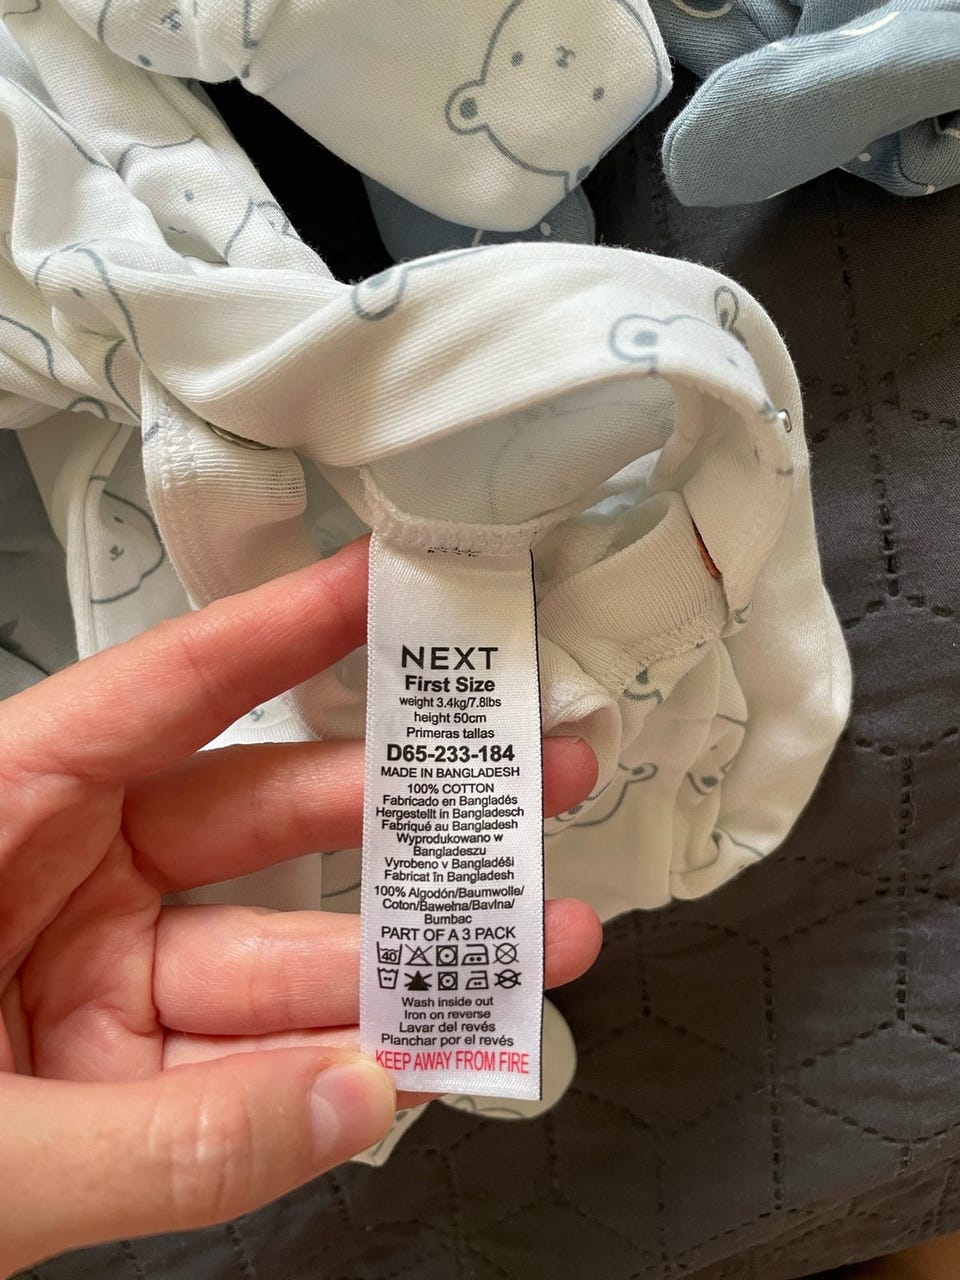 NEXT
First Size
weight 3.4kg/7.8lbs
height 50cm
Primeras tallas
D65-233-184
MADE IN BANGLADESH
100% COTTON
Fabricado en Bangladés
Hergestellt in Bangladesch
Fabriqué au Bangladesh
Wyprodukowano w
Bangladeszu
Vyrobeno v Bangladéši
Fabricat în Bangladesh
100% Algodón/Baumwolle/
Coton/Bawełna/Bavlna/
Bumbac
PART OF A 3 PACK
40
Wash inside out
Iron on reverse
Lavar del revés
Planchar por el revés
KEEP AWAY FROM FIRE